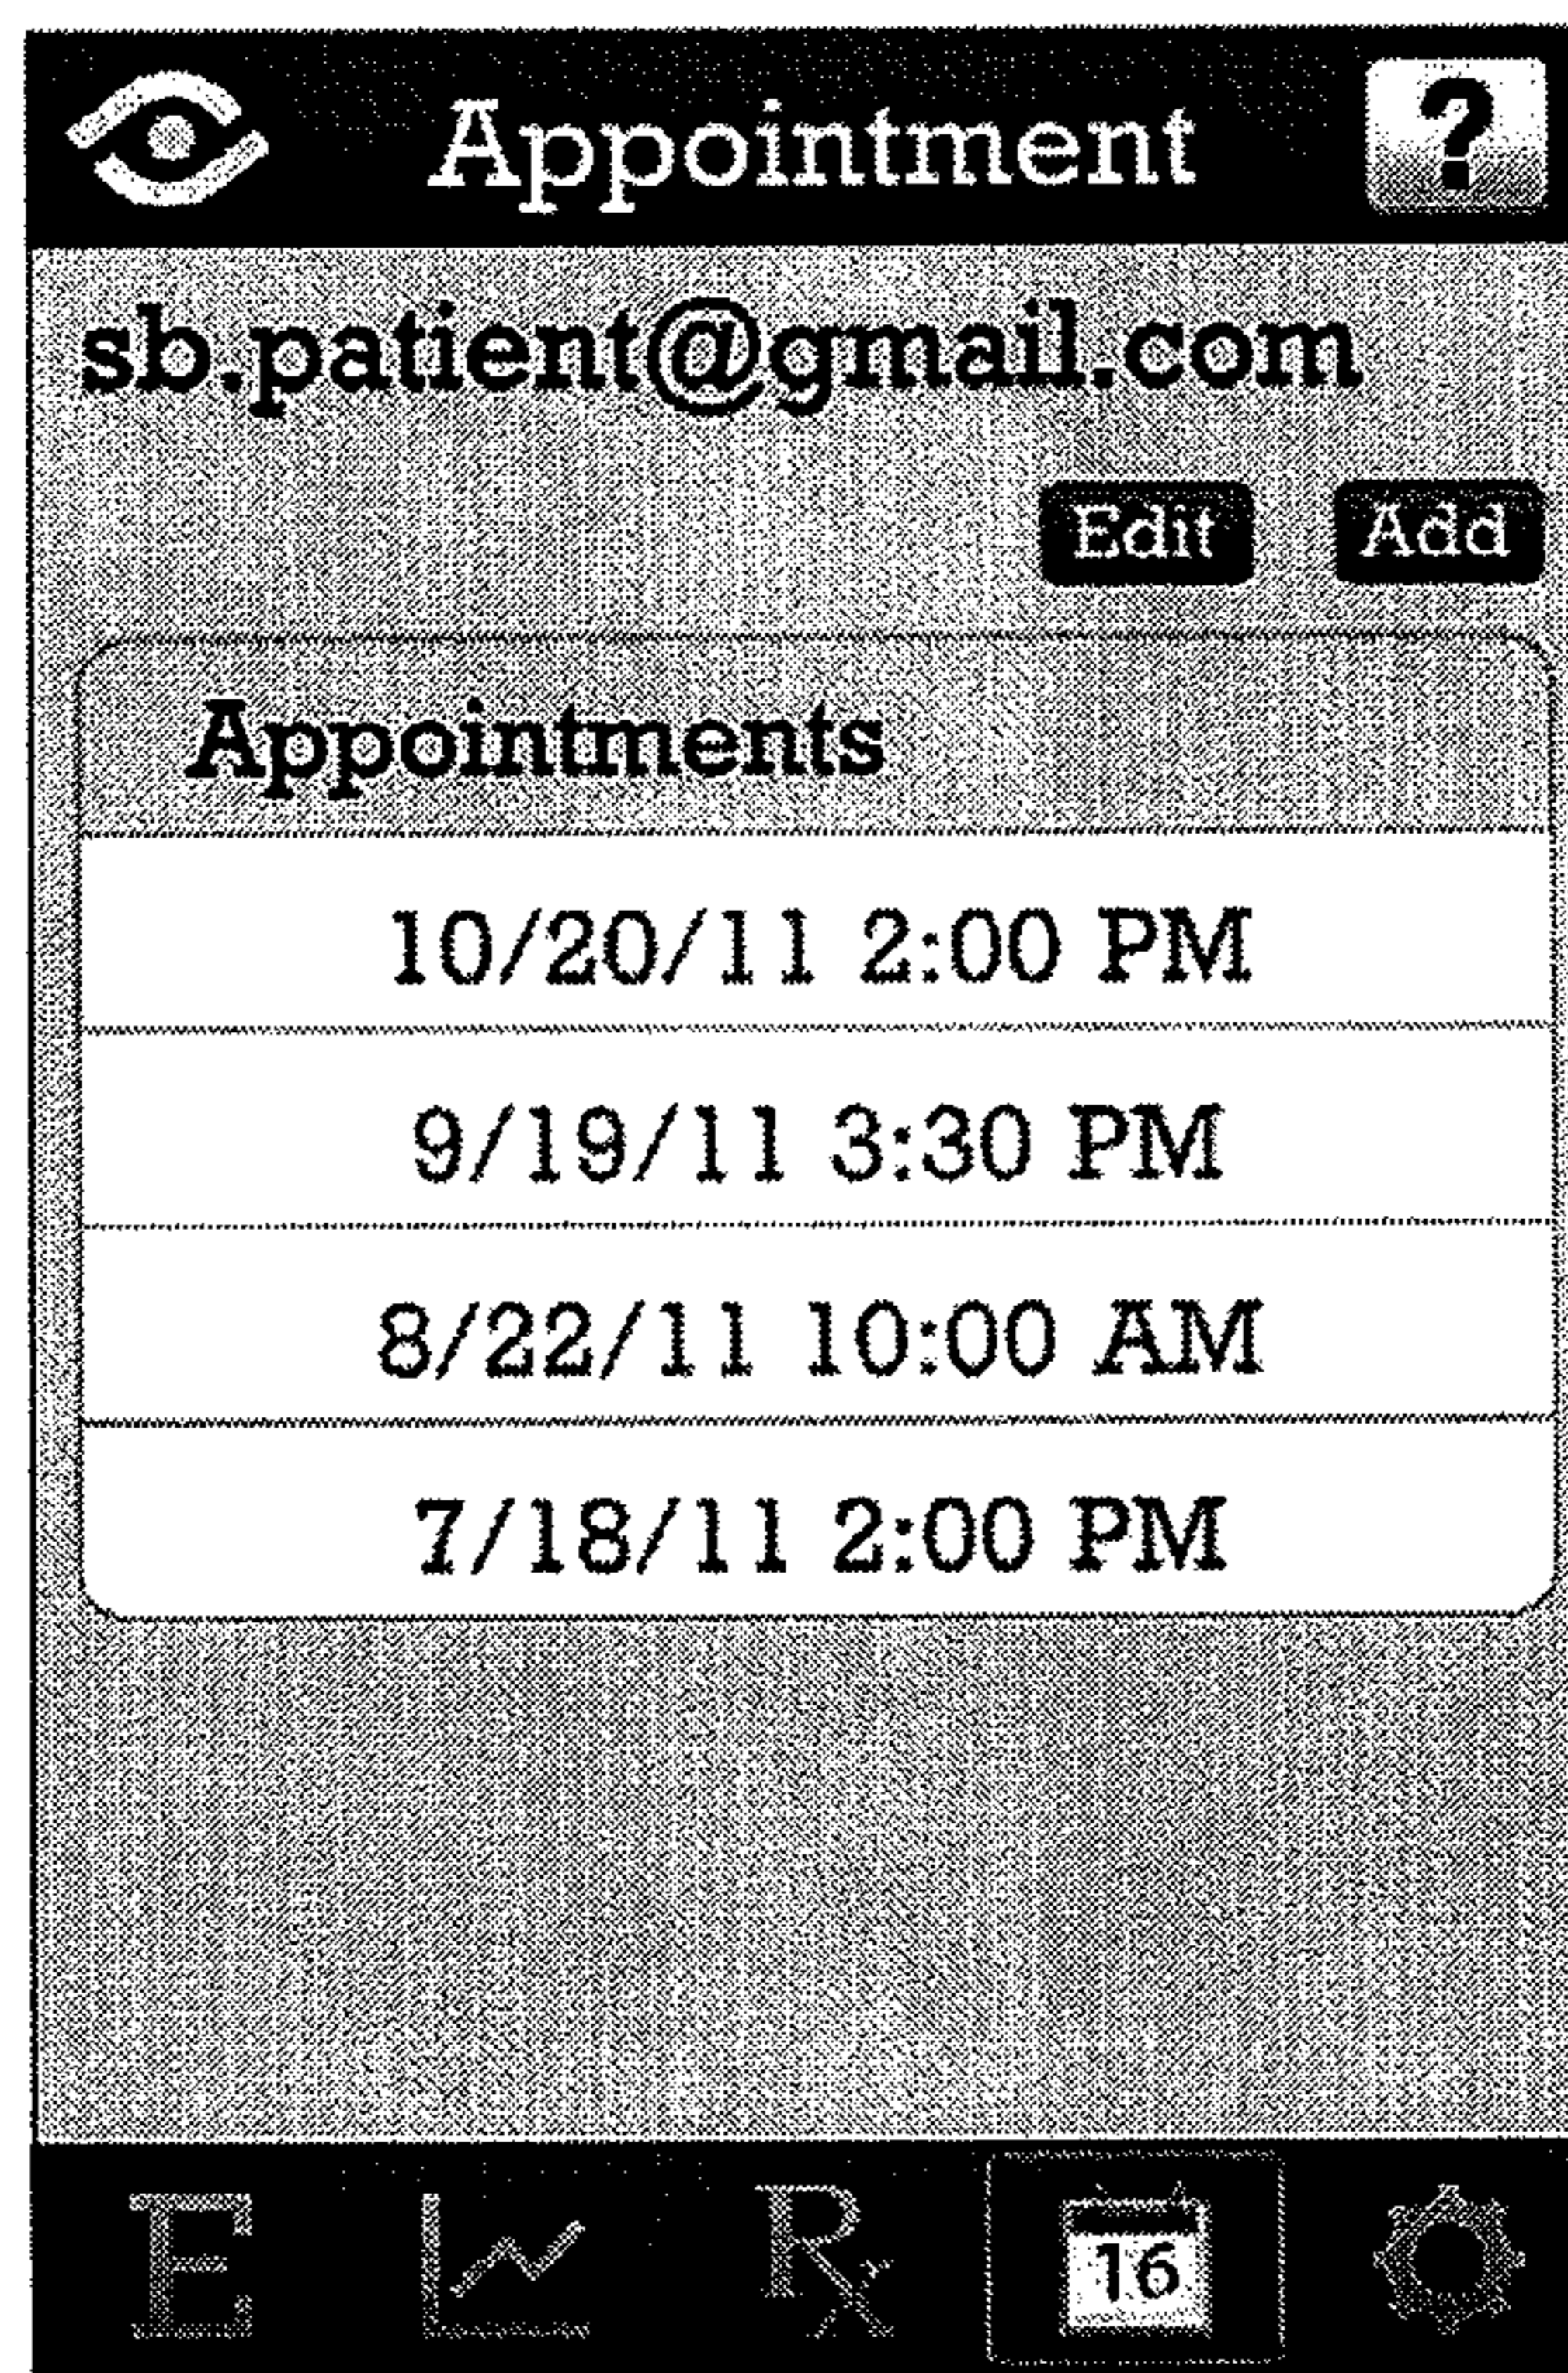 Appointment ?
sb.patient@gmail.com
Edit Add
Appointments
10/20/11 2:00 PM
9/19/11 3:30 PM
8/22/11 10:00 AM
7/18/11 2:00 PM
E Rx 16